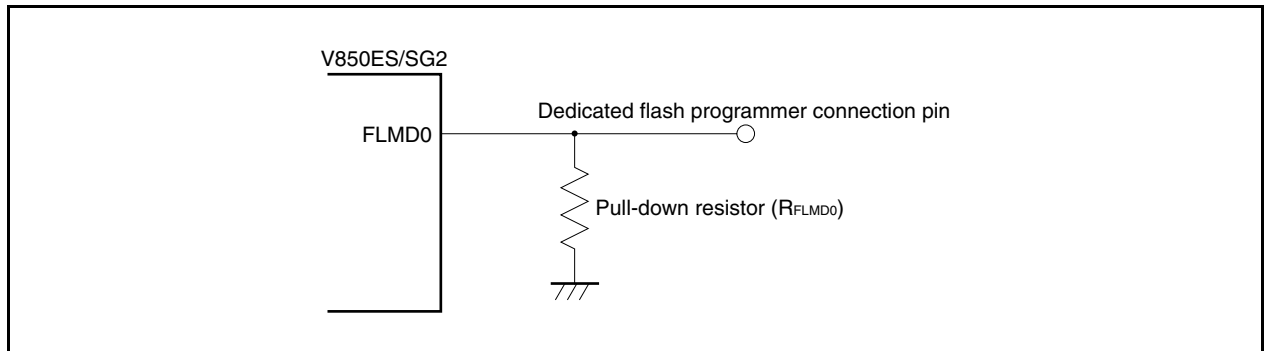 V850ES/SG2
Dedicated flash programmer connection pin
FLMD0
Pull-down resistor (RFLMD0)